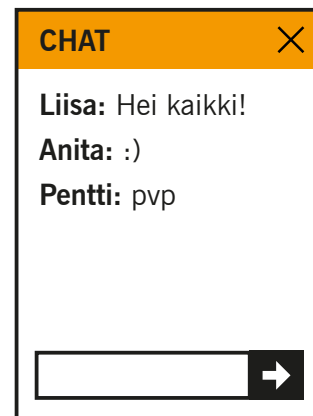 CHAT
Liisa: Hei kaikki!
Anita: :)
Pentti: pvp